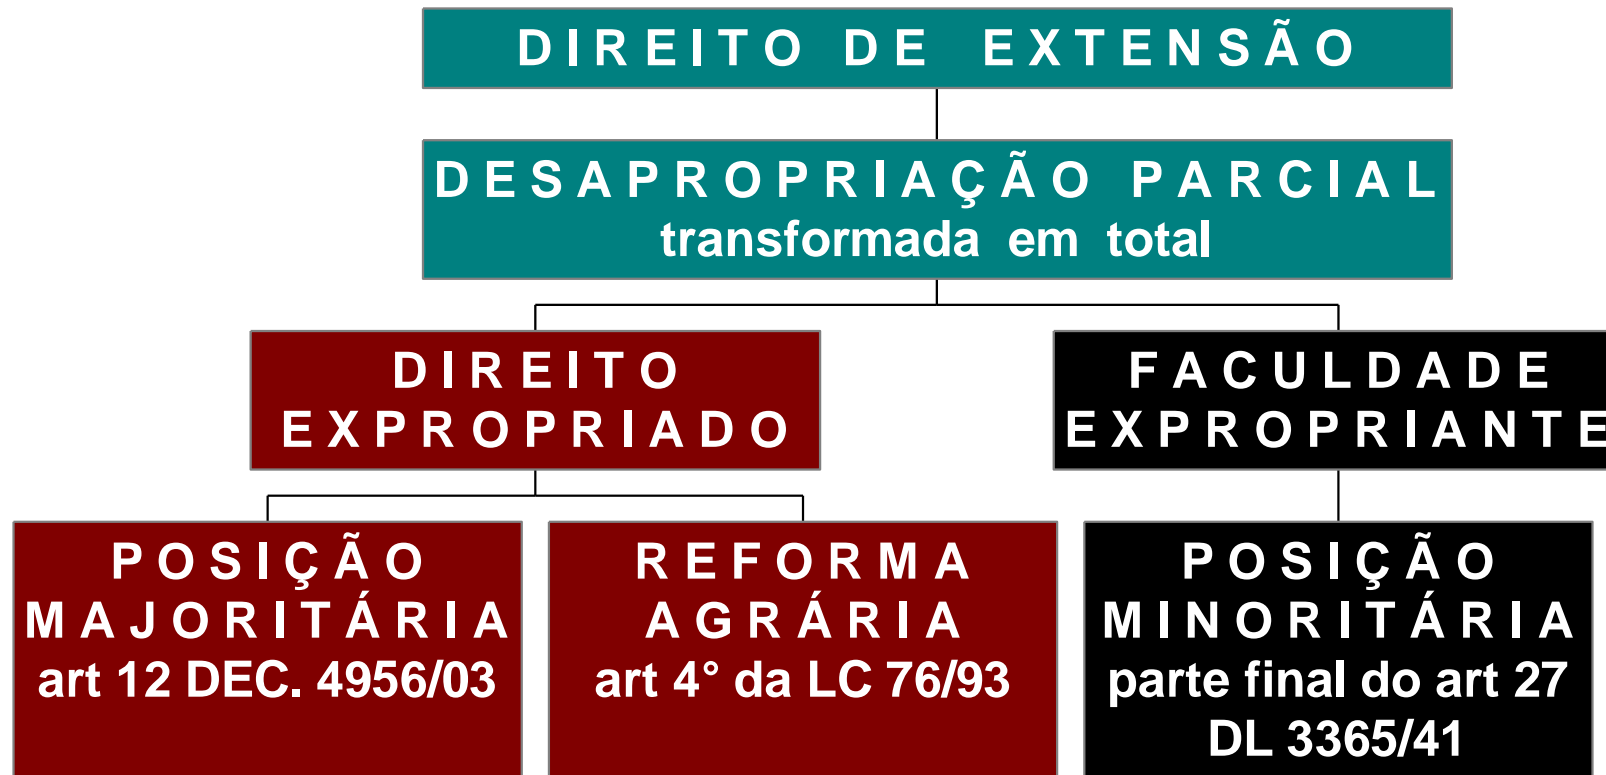 DIREITO DE EXTENSÃO
DESAPROPRIAÇÃO PARCIAL
transformada em total
DIREITO
EXPROPRIADO
FACULDADE
EXPROPRIANTE
POSIÇÃO
MAJORITÁRIA
art 12 DEC. 4956/03
REFORMA
AGRÁRIA
art 4° da LC 76/93
POSIÇÃO
MINORITÁRIA
parte final do art 27
DL 3365/41